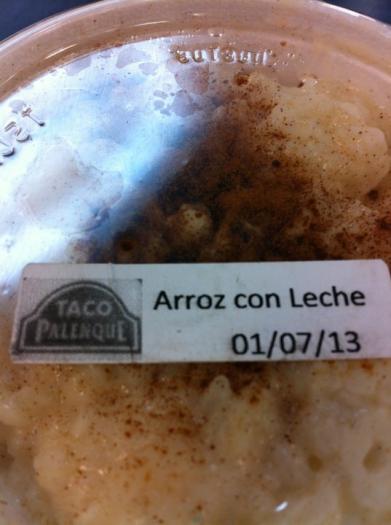 TACO
PALENQUE
Arroz con Leche
01/07/13